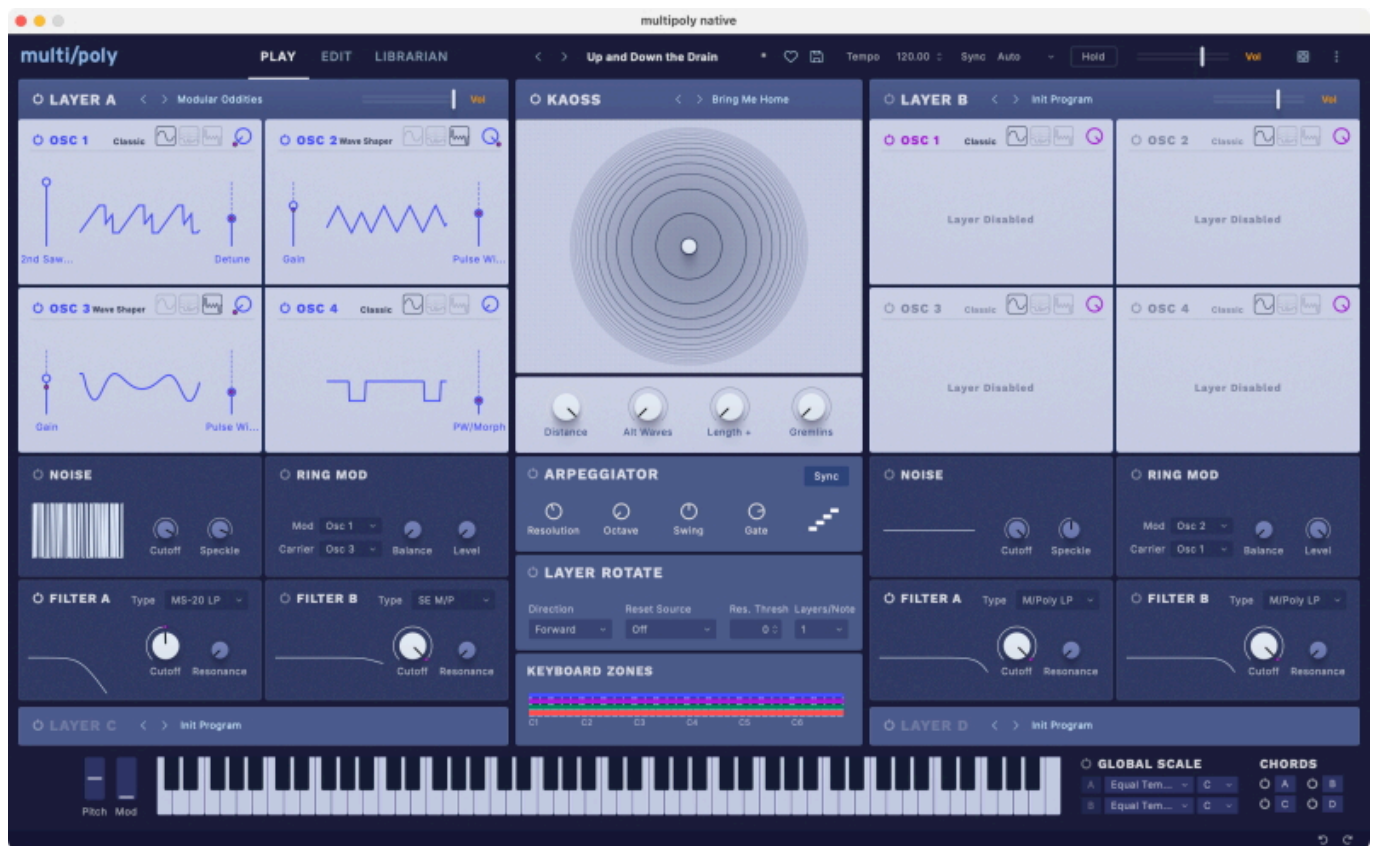 multipoly native
multi/poly PLAY EDIT LIBRARIAN Up and Down the Drain * Tempo 120.00 Sync Auto Hold Vol
LAYER A Modular Oddities Vol
OSC 1 Classic
2nd Saw... Detune
OSC 2 Wave Shaper
Gain Pulse Wi...
OSC 3 Wave Shaper
Gain Pulse Wi...
OSC 4 Classic
PW/Morph
NOISE
Cutoff Speckle
RING MOD
Mod Osc 1
Carrier Osc 3 Balance Level
FILTER A Type MS-20 LP
Cutoff Resonance
FILTER B Type SE M/P
Cutoff Resonance
LAYER C Init Program
KAOSS Bring Me Home
Distance Alt Waves Length + Gremlins
ARPEGGIATOR Sync
Resolution Octave Swing Gate
LAYER ROTATE
Direction Reset Source Res. Thresh Layers/Note
Forward Off 0 1
KEYBOARD ZONES
C1 C2 C3 C4 C5 C6
LAYER B Init Program Vol
OSC 1 Classic
Layer Disabled
OSC 2 Classic
Layer Disabled
OSC 3 Classic
Layer Disabled
OSC 4 Classic
Layer Disabled
NOISE
Cutoff Speckle
RING MOD
Mod Osc 2
Carrier Osc 1 Balance Level
FILTER A Type M/Poly LP
Cutoff Resonance
FILTER B Type M/Poly LP
Cutoff Resonance
LAYER D Init Program
Pitch Mod
GLOBAL SCALE
A Equal Tem... C
B Equal Tem... C
CHORDS
A B
C D